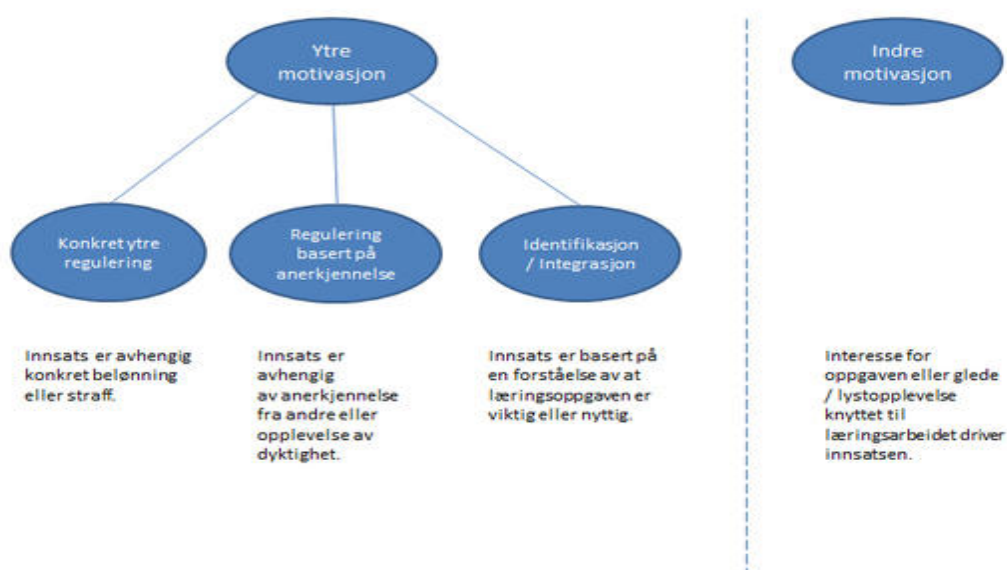 Ytre
motivasjon
Indre
motivasjon
Konkret ytre
regulering
Regulering
basert på
anerkjennelse
Identifikasjon
/ Integrasjon
Innsats er avhengig
konkret belønning
eller straff.
Innsats er
avhengig
av anerkjennelse
fra andre eller
opplevelse av
dyktighet.
Innsats er basert på
en forståelse av at
læringsoppgaven er
viktig eller nyttig.
Interesse for
oppgaven eller glede
/ lystopplevelse
knyttet til
læringsarbeidet driver
innsatsen.